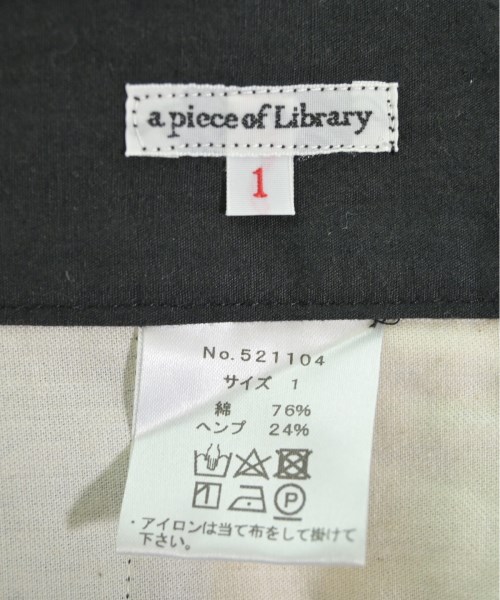 a piece of Library
1
No.521104
サイズ 1
綿 76%
ヘンプ 24%
・アイロンは当て布をして掛けて
下さい。